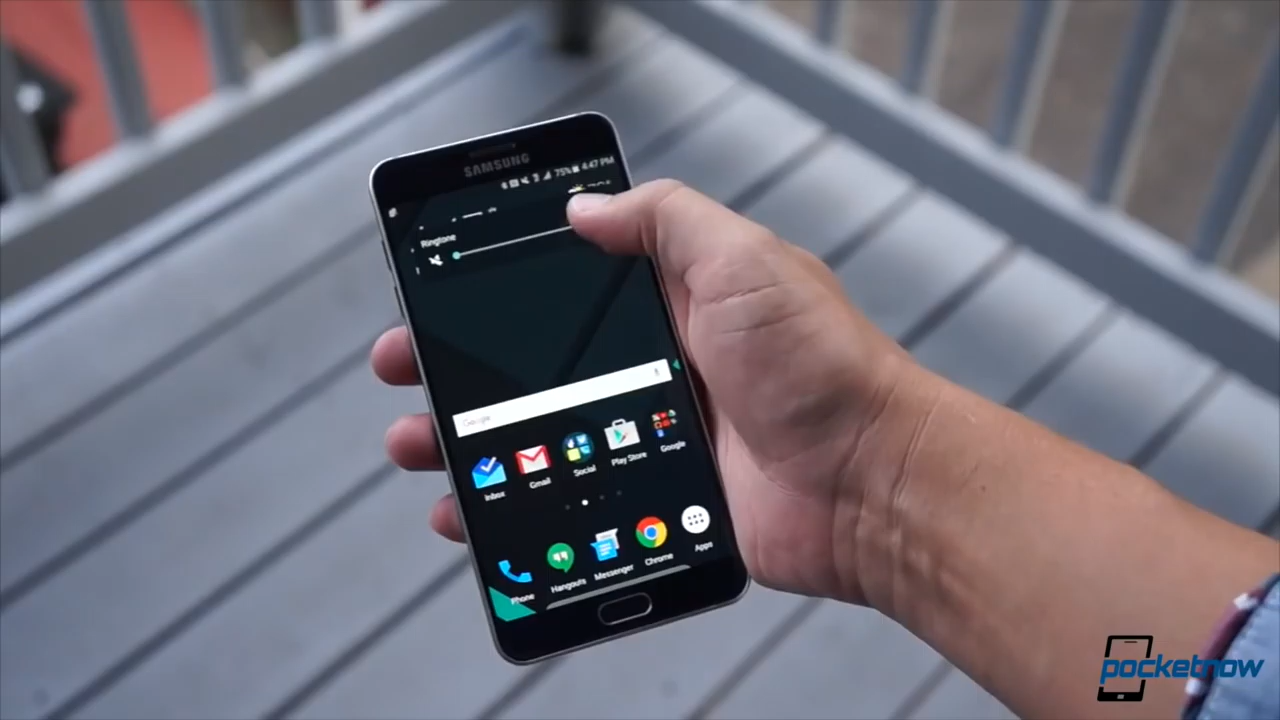 SAMSUNG
75% 4:47 PM
Ringtone
Google
Inbox
Gmail
Social
Play Store
Google
Phone
Hangouts
Messenger
Chrome
Apps
pocketnow